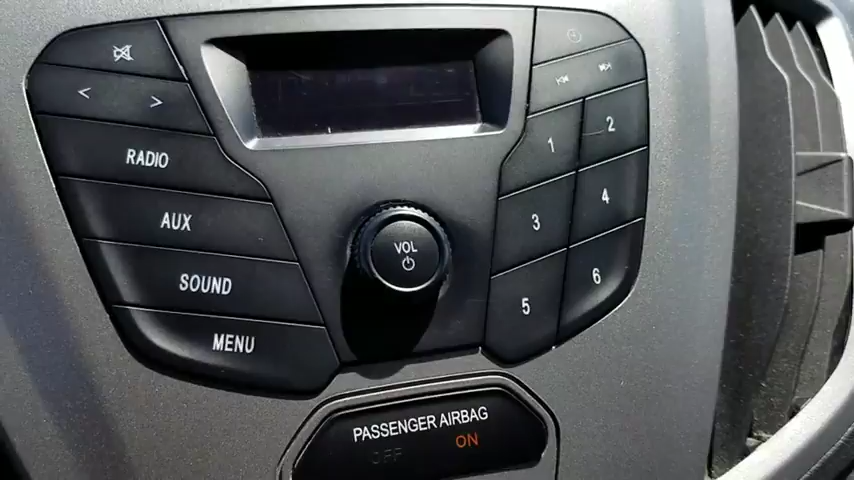 < >
RADIO
AUX
SOUND
MENU
VOL
1 2
3 4
5 6
PASSENGER AIRBAG
OFF ON